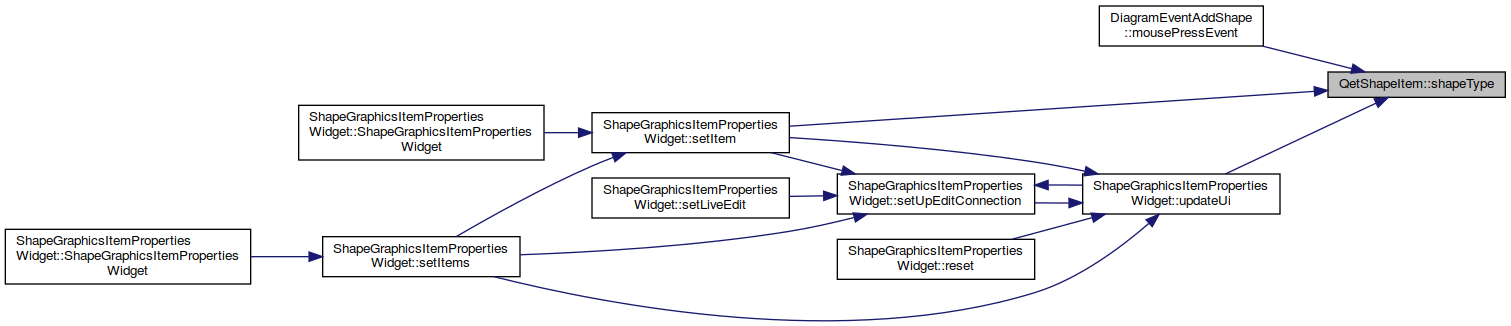 DiagramEventAddShape
::mousePressEvent
QetShapeItem::shapeType
ShapeGraphicsItemProperties
Widget::ShapeGraphicsItemProperties
Widget
ShapeGraphicsItemProperties
Widget::setItem
ShapeGraphicsItemProperties
Widget::setLiveEdit
ShapeGraphicsItemProperties
Widget::setUpEditConnection
ShapeGraphicsItemProperties
Widget::updateUi
ShapeGraphicsItemProperties
Widget::ShapeGraphicsItemProperties
Widget
ShapeGraphicsItemProperties
Widget::setItems
ShapeGraphicsItemProperties
Widget::reset